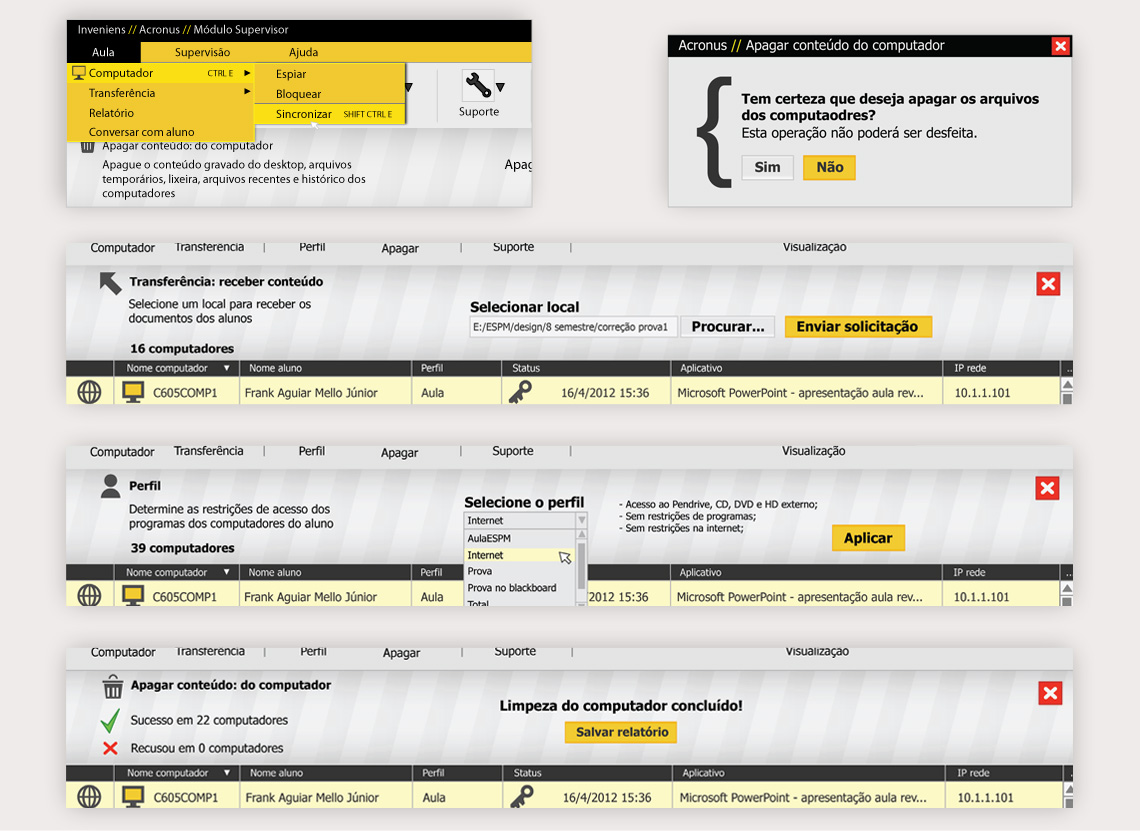 Inveniens // Acronus // Módulo Supervisor
Aula Supervisão Ajuda
Computador CTRL E
Transferência
Relatório
Conversar com aluno
Espiar
Bloquear
Sincronizar SHIFT CTRL E
Suporte
Apagar conteúdo: do computador
Apague o conteúdo gravado do desktop, arquivos
temporários, lixeira, arquivos recentes e histórico dos
computadores
Acronus // Apagar conteúdo do computador
Tem certeza que deseja apagar os arquivos
dos computaodres?
Esta operação não poderá ser desfeita.
Sim Não
Computador Transferência | Perfil Apagar | Suporte | Visualização
Transferência: receber conteúdo
Selecione um local para receber os
documentos dos alunos
16 computadores
Selecionar local
E:/ESPM/design/8 semestre/correção prova1 Procurar... Enviar solicitação
Nome computador Nome aluno Perfil Status Aplicativo IP rede ..
C605COMP1 Frank Aguiar Mello Júnior Aula 16/4/2012 15:36 Microsoft PowerPoint - apresentação aula rev... 10.1.1.101
Computador Transferência | Perfil Apagar | Suporte | Visualização
Perfil
Determine as restrições de acesso dos
programas dos computadores do aluno
39 computadores
Selecione o perfil
Internet
AulaESPM
Internet
Prova
Prova no blackboard
Total
- Acesso ao Pendrive, CD, DVD e HD externo;
- Sem restrições de programas;
- Sem restrições na internet;
Aplicar
Nome computador Nome aluno Perfil Aplicativo IP rede ..
C605COMP1 Frank Aguiar Mello Júnior Aula 2012 15:36 Microsoft PowerPoint - apresentação aula rev... 10.1.1.101
Computador Transferência | Perfil Apagar | Suporte | Visualização
Apagar conteúdo: do computador
Sucesso em 22 computadores
Recusou em 0 computadores
Limpeza do computador concluído!
Salvar relatório
Nome computador Nome aluno Perfil Status Aplicativo IP rede .
C605COMP1 Frank Aguiar Mello Júnior Aula 16/4/2012 15:36 Microsoft PowerPoint - apresentação aula rev... 10.1.1.101